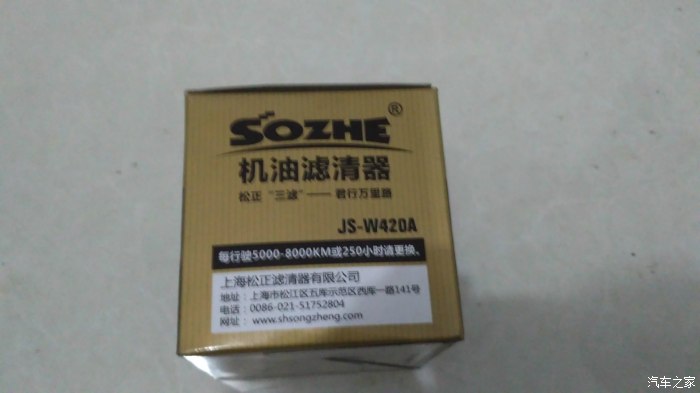 SOZHE®
机油滤清器
松正“三滤”——君行万里路
JS-W420A
每行驶5000-8000KM或250小时请更换。
上海松正滤清器有限公司
地址：上海市松江区五厍示范区西厍一路141号
电话：0086-021-51752804
网址：www.shsongzheng.com
汽车之家